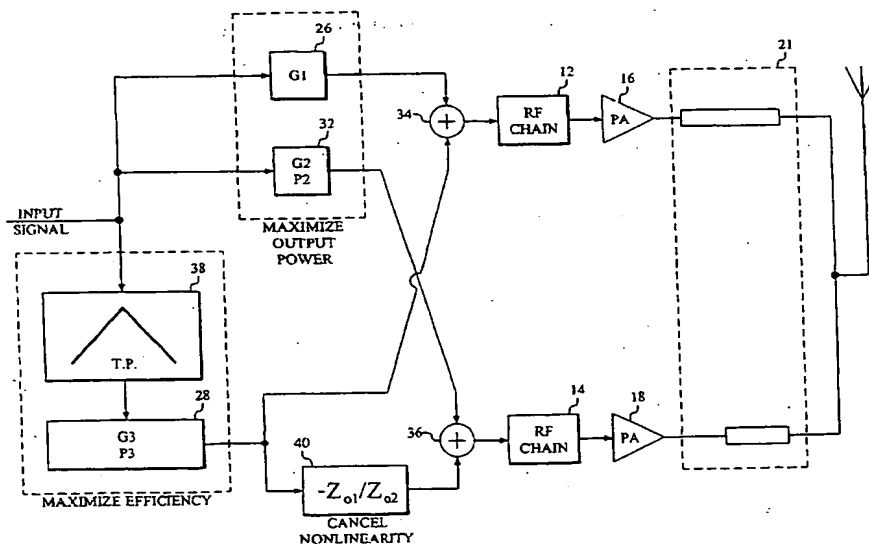 26
G1
32
G2
P2
MAXIMIZE
OUTPUT
POWER
INPUT
SIGNAL
38
T.P.
28
G3
P3
MAXIMIZE EFFICIENCY
40
-Zo1/Zo2
CANCEL
NONLINEARITY
34
+
12
RF
CHAIN
16
PA
21
36
+
14
RF
CHAIN
18
PA